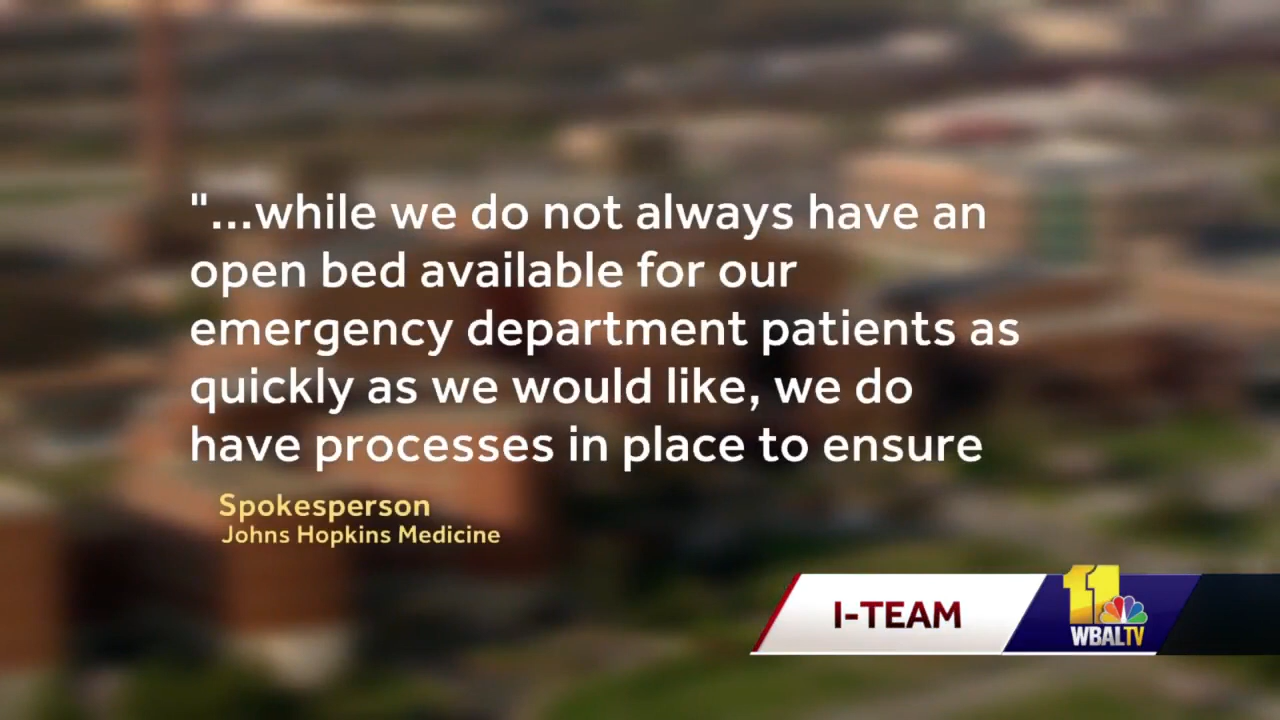 "...while we do not always have an
open bed available for our
emergency department patients as
quickly as we would like, we do
have processes in place to ensure
Spokesperson
Johns Hopkins Medicine
I-TEAM
11
WBALTV